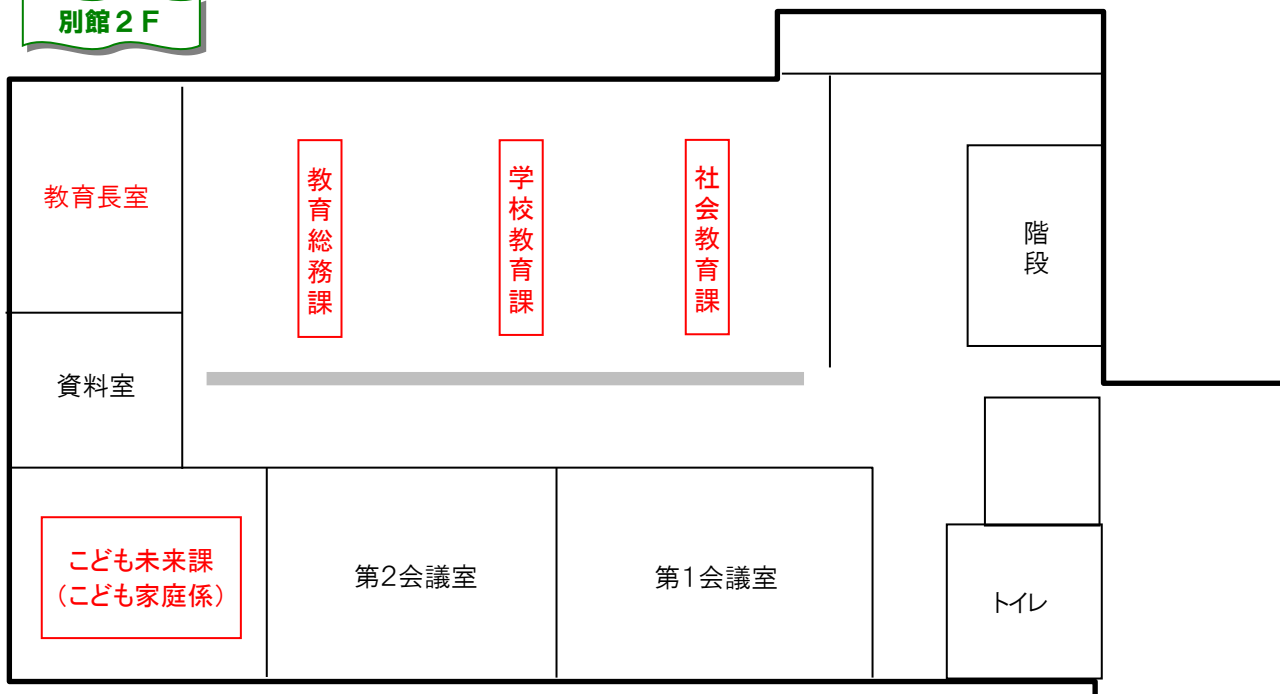 別館２Ｆ
教育長室
教育総務課
学校教育課
社会教育課
階段
資料室
こども未来課
（こども家庭係）
第2会議室
第1会議室
トイレ